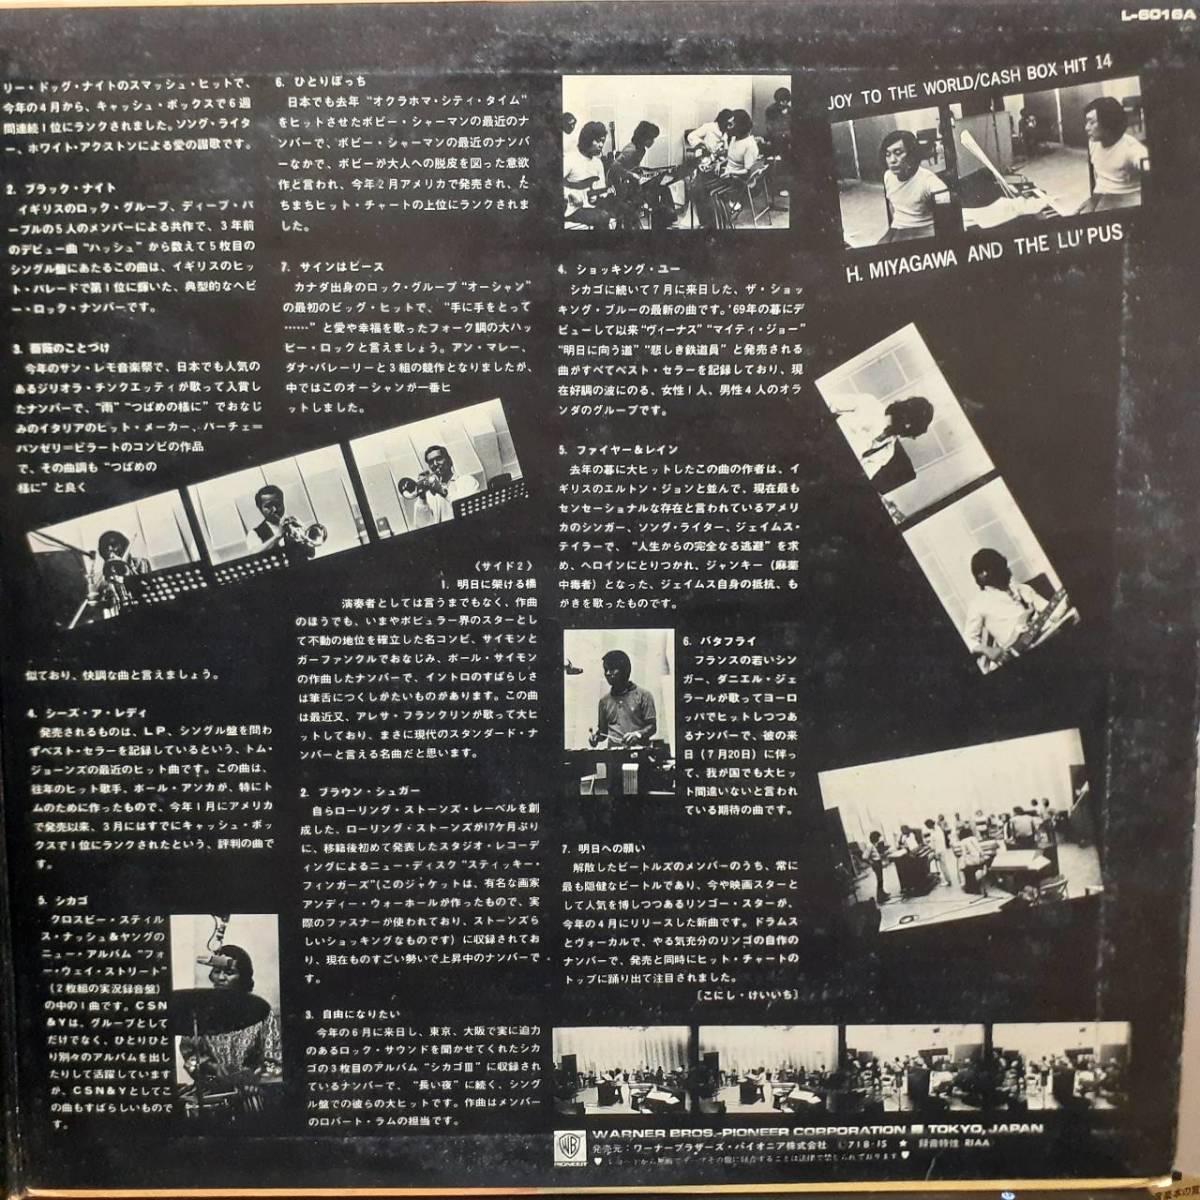 L-6016A
JOY TO THE WORLD/CASH BOX HIT 14
H. MIYAGAWA AND THE LU'PUS
リー・ドッグ・ナイトのスマッシュ・ヒットで、
今年の4月から、キャッシュ・ボックスで6週
間連続1位にランクされました。ソング・ライタ
ー、ホワイト・アクストンによる愛の讃歌です。
2. ブラック・ナイト
イギリスのロック・グループ、ディープ・パ
ープルの5人のメンバーによる共作で、3年前
のデビュー曲“ハッシュ”から数えて5枚目の
シングル盤にあたるこの曲は、イギリスのヒッ
ト・パレードで第1位に輝いた、典型的なヘビ
ー・ロック・ナンバーです。
3. 薔薇のことづけ
今年のサン・レモ音楽祭で、日本でも人気の
あるジリオラ・チンクエッティが歌って入賞し
たナンバーで、“雨”“つばめの様に”でおなじ
みのイタリアのヒット・メーカー、パーチェ＝
パンゼリ＝ピラートのコンビの作品
で、その曲調も“つばめの
様に”と良く
似ており、快調な曲と言えましょう。
4. シーズ・ア・レディ
発売されるものは、LP、シングル盤を問わ
ずベスト・セラーを記録しているという、トム・
ジョーンズの最近のヒット曲です。この曲は、
往年のヒット歌手、ポール・アンカが、特にト
ムのために作ったもので、今年1月にアメリカ
で発売以来、3月にはすでにキャッシュ・ボッ
クスで1位にランクされたという、評判の曲で
す。
5. シカゴ
クロスビー・スティル
ス・ナッシュ&ヤングの
ニュー・アルバム“フォ
ー・ウェイ・ストリート”
(2枚組の実況録音盤)
の中の1曲です。CSN
&Yは、グループとして
だけでなく、ひとりひと
り別々のアルバムを出し
たりして活躍しています
が、CSN&Yとしてこ
の曲もすばらしいもので
す。
6. ひとりぼっち
日本でも去年“オクラホマ・シティ・タイム”
をヒットさせたボビー・シャーマンの最近のナ
ンバーで、ボビー・シャーマンの最近のナンバ
ーなかで、ボビーが大人への脱皮を図った意欲
作と言われ、今年2月アメリカで発売され、た
ちまちヒット・チャートの上位にランクされま
した。
7. サインはピース
カナダ出身のロック・グループ“オーシャン”
の最初のビッグ・ヒットで、“手に手をとって
……”と愛や幸福を歌ったフォーク調の大ハッ
ピー・ロックと言えましょう。アン・マレー、
ダナ・バレーリーと3組の競作となりましたが、
中ではこのオーシャンが一番ヒ
ットしました。
《サイド2》
1. 明日に架ける橋
演奏者としては言うまでもなく、作曲
のほうでも、いまやポピュラー界のスターとし
て不動の地位を確立した名コンビ、サイモンと
ガーファンクルでおなじみ、ポール・サイモン
の作曲したナンバーで、イントロのすばらしさ
は筆舌につくしがたいものがあります。この曲
は最近又、アレサ・フランクリンが歌って大ヒ
ットしており、まさに現代のスタンダード・ナ
ンバーと言える名曲だと思います。
2. ブラウン・シュガー
自らローリング・ストーンズ・レーベルを創
成した、ローリング・ストーンズが17ケ月ぶり
に、移籍後初めて発表したスタジオ・レコーデ
ィングによるニュー・ディスク“スティッキー・
フィンガーズ”(このジャケットは、有名な画家
アンディー・ウォーホールが作ったもので、実
際のファスナーが使われており、ストーンズら
しいショッキングなものです)に収録されてお
り、現在ものすごい勢いで上昇中のナンバーで
す。
3. 自由になりたい
今年の6月に来日し、東京、大阪で実に迫力
のあるロック・サウンドを聞かせてくれたシカ
ゴの3枚目のアルバム“シカゴⅢ”に収録され
ているナンバーで、“長い夜”に続く、シング
ル盤での彼らの大ヒットです。作曲はメンバー
のロバート・ラムの担当です。
4. ショッキング・ユー
シカゴに続いて7月に来日した、ザ・ショッ
キング・ブルーの最新の曲です。'69年の暮にデ
ビューして以来“ヴィーナス”“マイティ・ジョー”
“明日に向う道”“悲しき鉄道員”と発売される
曲がすべてベスト・セラーを記録しており、現
在好調の波にのる、女性1人、男性4人のオラ
ンダのグループです。
5. ファイヤー&レイン
去年の暮に大ヒットしたこの曲の作者は、イ
ギリスのエルトン・ジョンと並んで、現在最も
センセーショナルな存在と言われているアメリ
カのシンガー、ソング・ライター、ジェイムス・
テイラーで、“人生からの完全なる逃避”を求
め、ヘロインにとりつかれ、ジャンキー(麻薬
中毒者)となった、ジェイムス自身の抵抗、も
がきを歌ったものです。
6. バタフライ
フランスの若いシン
ガー、ダニエル・ジェ
ラールが歌ってヨーロ
ッパでヒットしつつあ
るナンバーで、彼の来
日(7月20日)に伴っ
て、我が国でも大ヒッ
ト間違いないと言われ
ている期待の曲です。
7. 明日への願い
解散したビートルズのメンバーのうち、常に
最も隠健なビートルであり、今や映画スターと
して人気を博しつつあるリンゴー・スターが、
今年の4月にリリースした新曲です。ドラムス
とヴォーカルで、やる気充分のリンゴの自作の
ナンバーで、発売と同時にヒット・チャートの
トップに踊り出て注目されました。
〔こにし・けいいち〕
WB
PIONEER
WARNER BROS.-PIONEER CORPORATION ■ TOKYO, JAPAN
発売元：ワーナーブラザーズ・パイオニア株式会社 ©71 8・15 ★ 録音特性 RIAA
♥レコードから無断でテープその他に録音することは法律で禁じられております♥